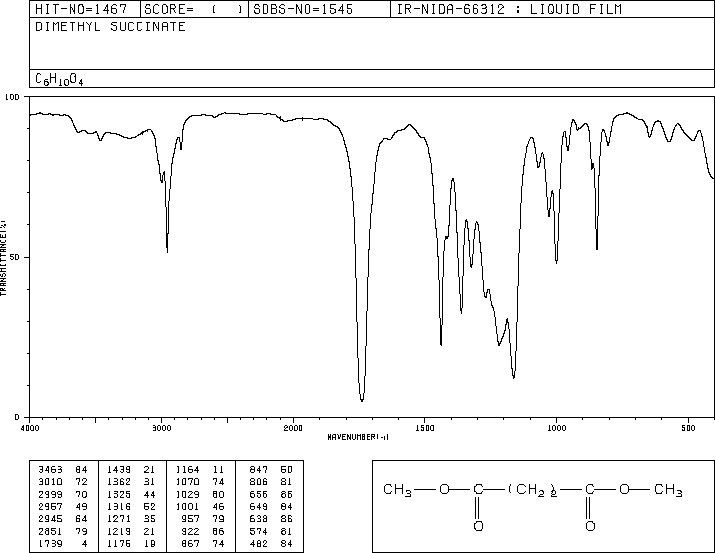 HIT-NO=1467 SCORE= ( ) SDBS-NO=1545 IR-NIDA-66312 : LIQUID FILM
DIMETHYL SUCCINATE
C6H10O4
100
TRANSMITTANCE(%)
50
0
4000 3000 2000 1500 1000 500
WAVENUMBER(-1)
3463 84 1439 21 1164 11 847 50
3010 72 1362 31 1070 74 806 81
2999 70 1325 44 1029 60 656 86
2957 49 1316 52 1001 46 649 84
2945 64 1271 35 957 79 638 86
2851 79 1219 21 922 86 574 81
1739 4 1176 19 867 74 482 84
CH3 O C (CH2)2 C O CH3
O O